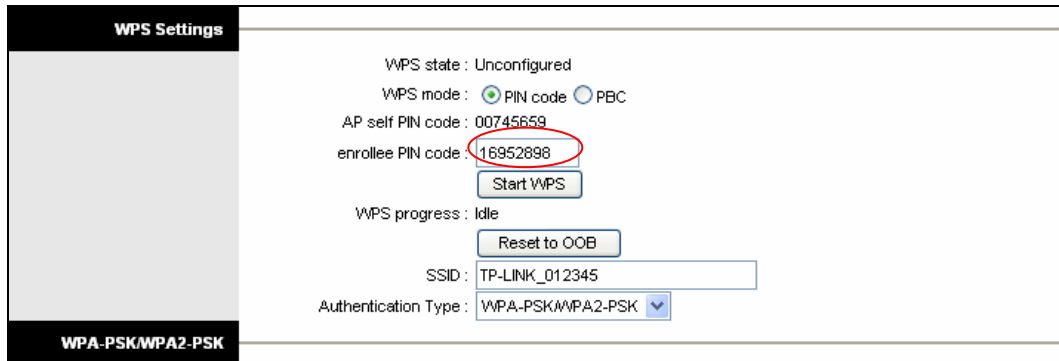 WPS Settings
WPS state : Unconfigured
WPS mode : PIN code PBC
AP self PIN code : 00745659
enrollee PIN code : 16952898
Start WPS
WPS progress : Idle
Reset to OOB
SSID : TP-LINK_012345
Authentication Type : WPA-PSK/WPA2-PSK
WPA-PSK/WPA2-PSK